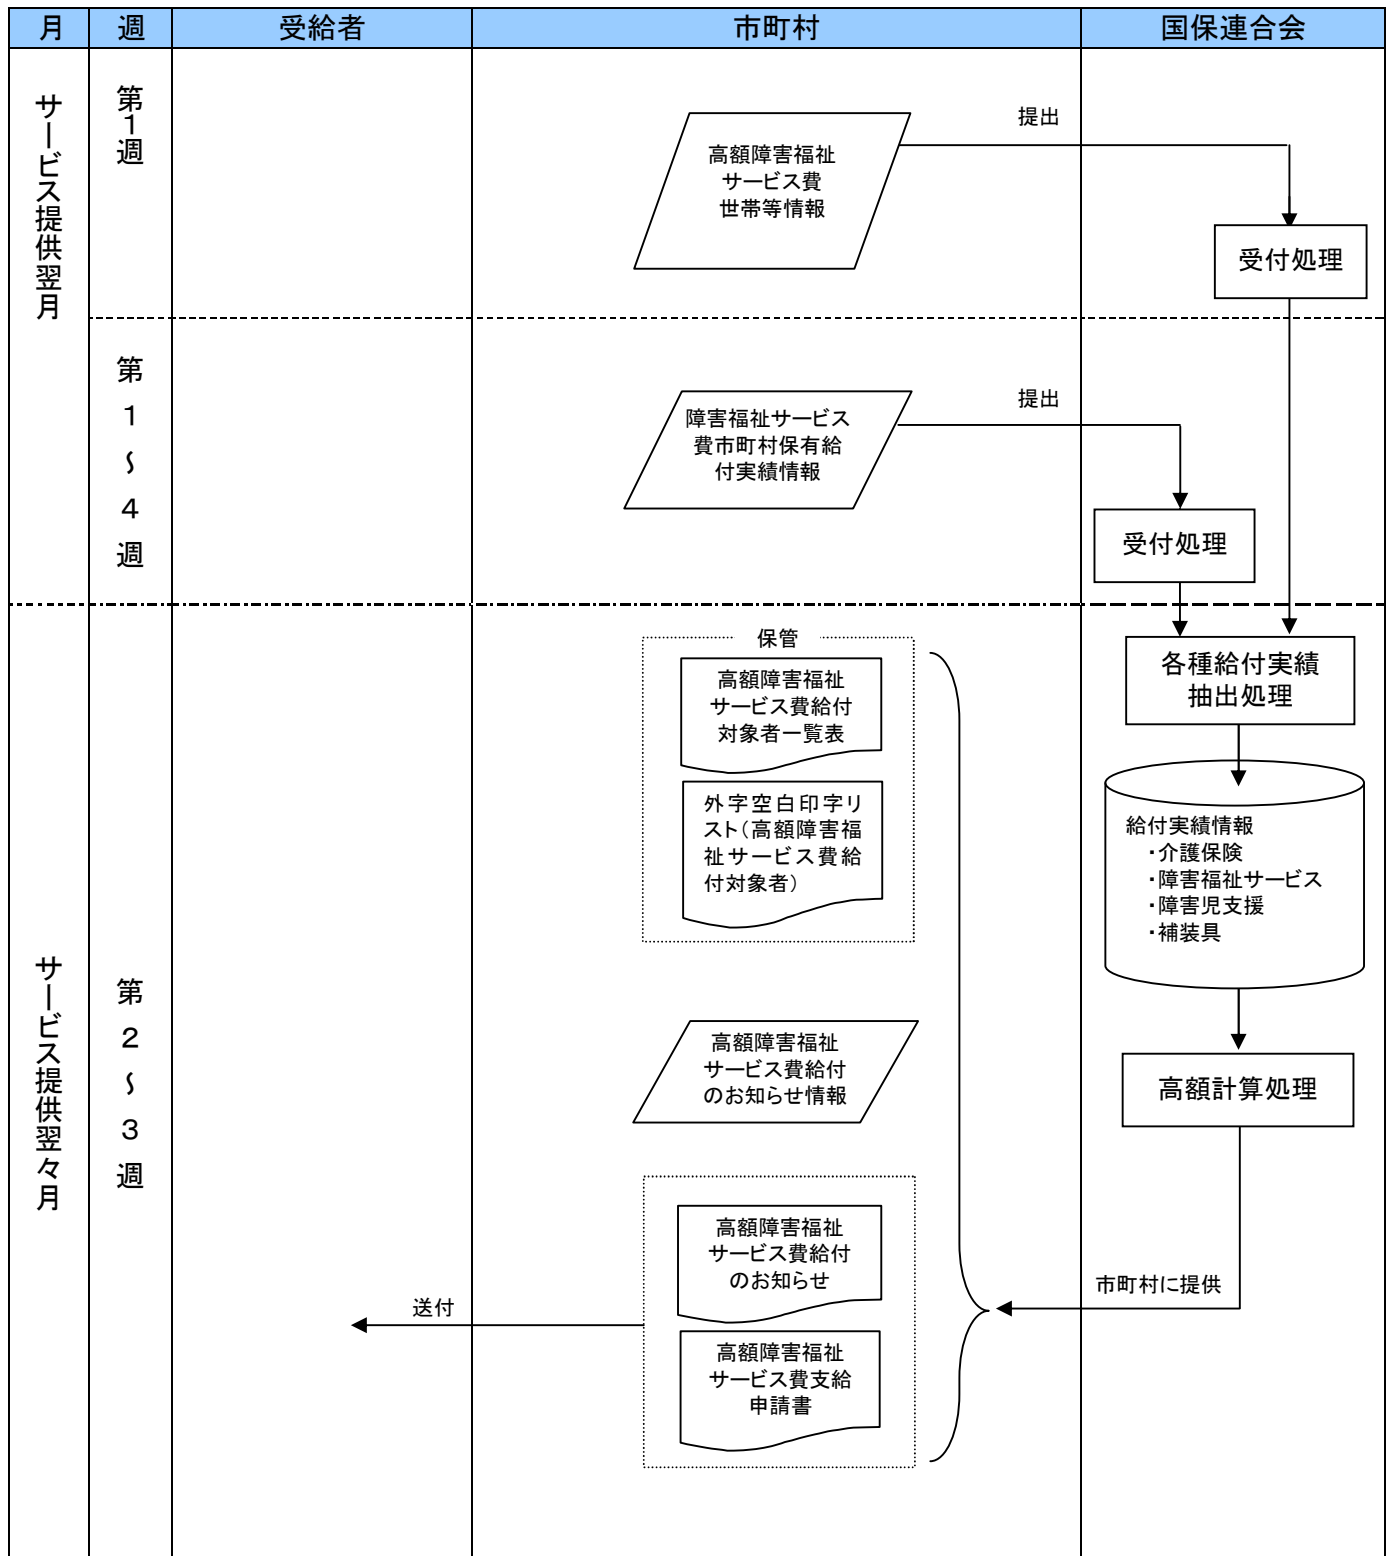 月 週 受給者 市町村 国保連合会
サービス提供翌月
第1週
高額障害福祉
サービス費
世帯等情報
提出
受付処理
第
1
～
4
週
障害福祉サービス
費市町村保有給
付実績情報
提出
受付処理
サービス提供翌々月
第
2
～
3
週
保管
高額障害福祉
サービス費給付
対象者一覧表
外字空白印字リ
スト（高額障害福
祉サービス費給
付対象者）
各種給付実績
抽出処理
給付実績情報
・介護保険
・障害福祉サービス
・障害児支援
・補装具
高額障害福祉
サービス費給付
のお知らせ情報
高額計算処理
高額障害福祉
サービス費給付
のお知らせ
市町村に提供
送付
高額障害福祉
サービス費支給
申請書